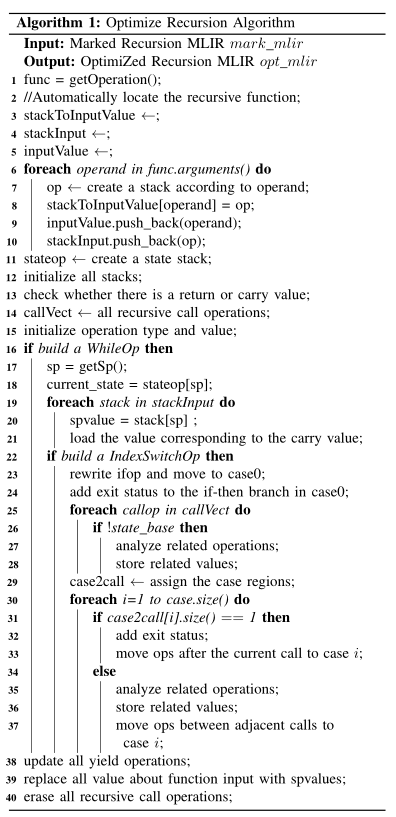 Algorithm 1: Optimize Recursion Algorithm
Input: Marked Recursion MLIR mark_mlir
Output: OptimiZed Recursion MLIR opt_mlir
1 func = getOperation();
2 //Automatically locate the recursive function;
3 stackToInputValue ←;
4 stackInput ←;
5 inputValue ←;
6 foreach operand in func.arguments() do
7 op ← create a stack according to operand;
8 stackToInputValue[operand] = op;
9 inputValue.push_back(operand);
10 stackInput.push_back(op);
11 stateop ← create a state stack;
12 initialize all stacks;
13 check whether there is a return or carry value;
14 callVect ← all recursive call operations;
15 initialize operation type and value;
16 if build a WhileOp then
17 sp = getSp();
18 current_state = stateop[sp];
19 foreach stack in stackInput do
20 spvalue = stack[sp] ;
21 load the value corresponding to the carry value;
22 if build a IndexSwitchOp then
23 rewrite ifop and move to case0;
24 add exit status to the if-then branch in case0;
25 foreach callop in callVect do
26 if !state_base then
27 analyze related operations;
28 store related values;
29 case2call ← assign the case regions;
30 foreach i=1 to case.size() do
31 if case2call[i].size() == 1 then
32 add exit status;
33 move ops after the current call to case i;
34 else
35 analyze related operations;
36 store related values;
37 move ops between adjacent calls to
case i;
38 update all yield operations;
39 replace all value about function input with spvalues;
40 erase all recursive call operations;